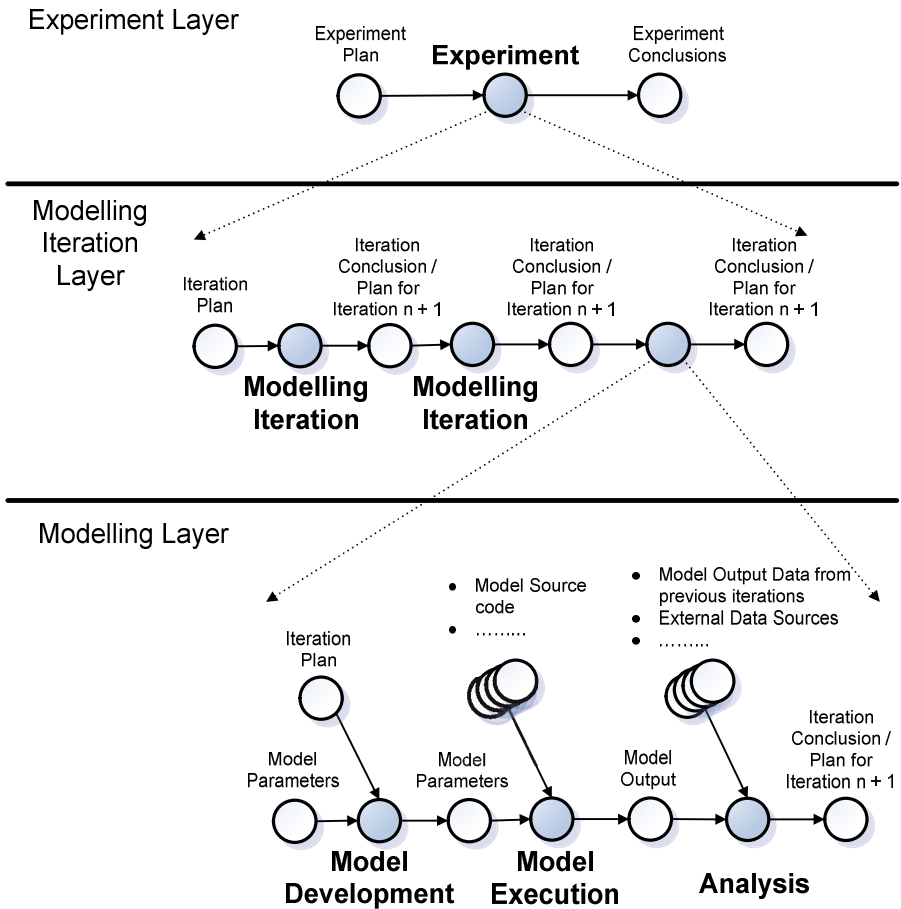 Experiment Layer
Experiment
Plan
Experiment
Experiment
Conclusions
Modelling
Iteration
Layer
Iteration
Plan
Iteration
Conclusion /
Plan for
Iteration n + 1
Iteration
Conclusion /
Plan for
Iteration n + 1
Iteration
Conclusion /
Plan for
Iteration n + 1
Modelling
Iteration
Modelling
Iteration
Modelling Layer
• Model Source
code
• .........
• Model Output Data from
previous iterations
• External Data Sources
• .........
Iteration
Plan
Model
Parameters
Model
Parameters
Model
Output
Iteration
Conclusion /
Plan for
Iteration n + 1
Model
Development
Model
Execution
Analysis